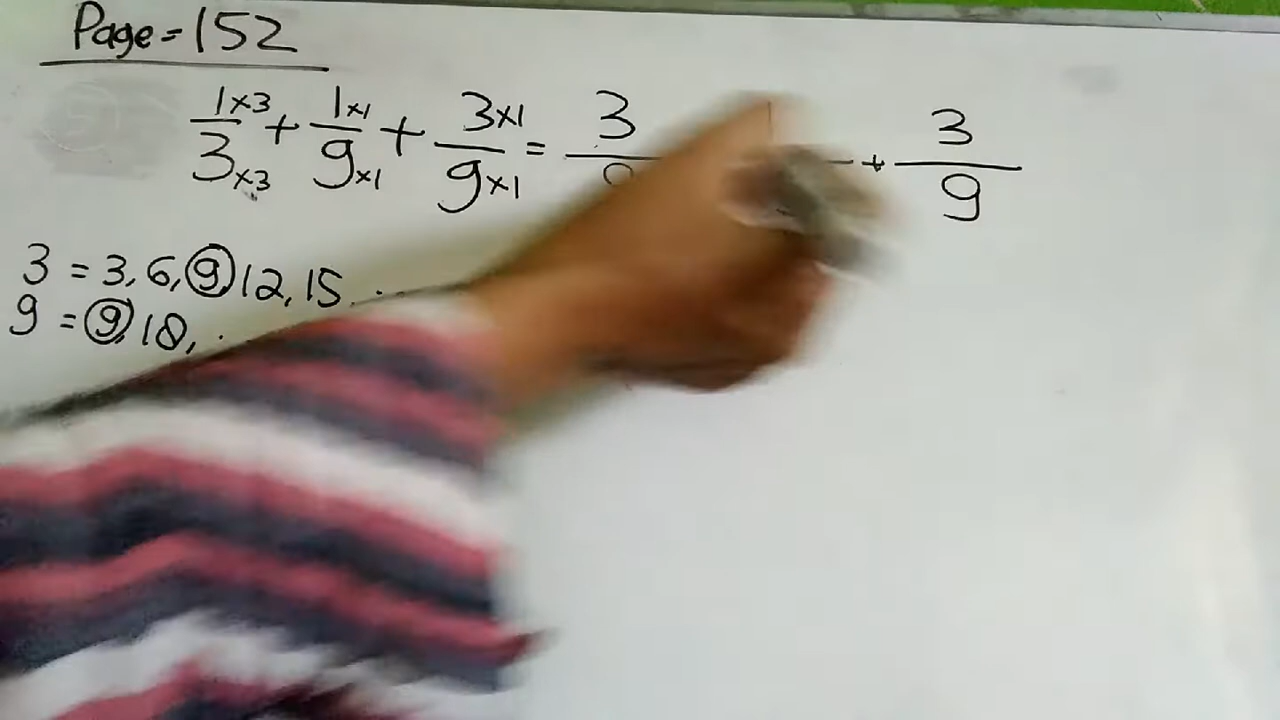 Page = 152
1×3/3×3 + 1×1/9×1 + 3×1/9×1 = 3/9 + 3/9
3 = 3, 6, 9, 12, 15, ...
9 = 9, 18, .